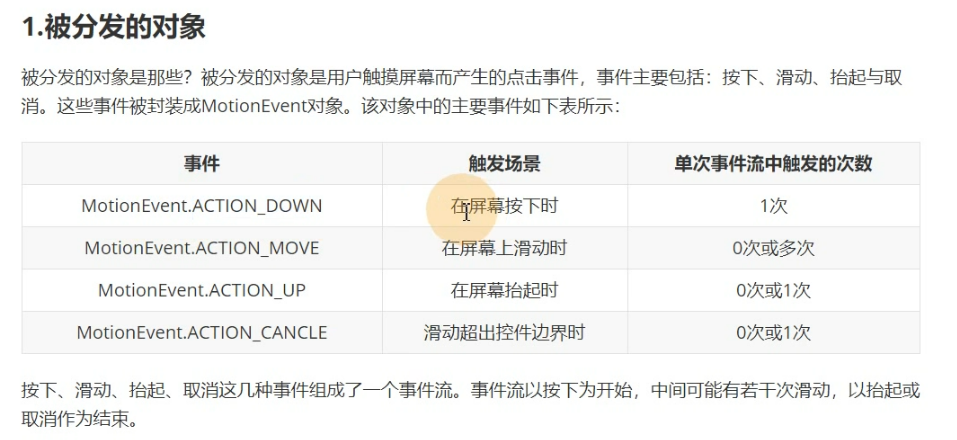 1.被分发的对象
被分发的对象是那些？被分发的对象是用户触摸屏幕而产生的点击事件，事件主要包括：按下、滑动、抬起与取
消。这些事件被封装成MotionEvent对象。该对象中的主要事件如下表所示：
事件 触发场景 单次事件流中触发的次数
MotionEvent.ACTION_DOWN 在屏幕按下时 1次
MotionEvent.ACTION_MOVE 在屏幕上滑动时 0次或多次
MotionEvent.ACTION_UP 在屏幕抬起时 0次或1次
MotionEvent.ACTION_CANCLE 滑动超出控件边界时 0次或1次
按下、滑动、抬起、取消这几种事件组成了一个事件流。事件流以按下为开始，中间可能有若干次滑动，以抬起或
取消作为结束。